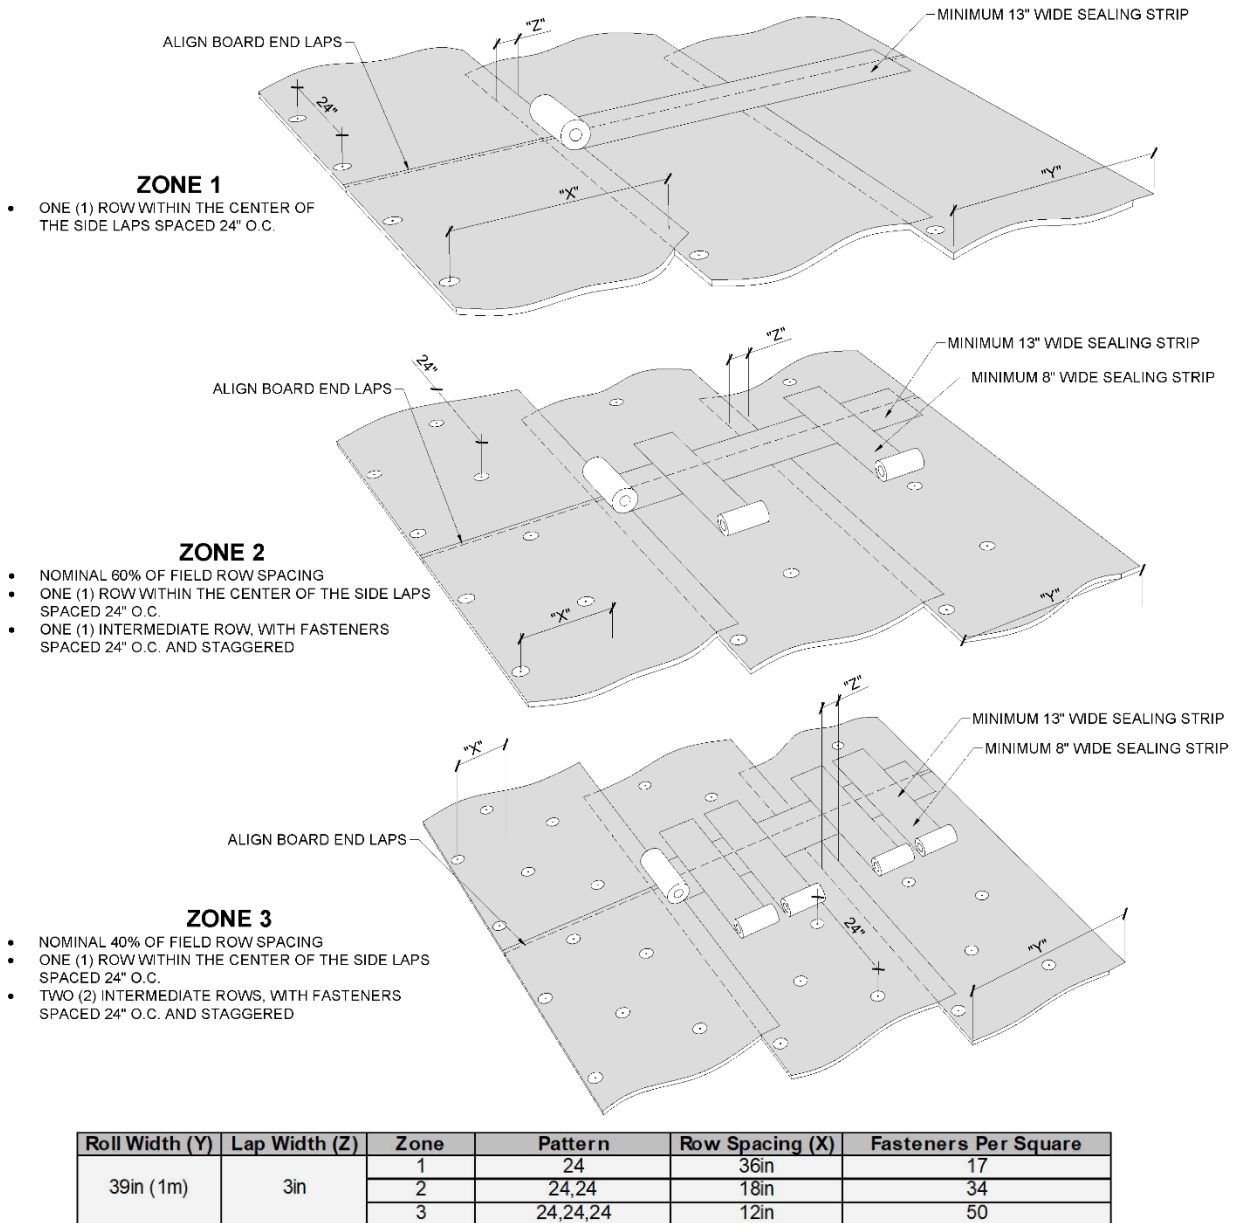 "Z"
MINIMUM 13" WIDE SEALING STRIP
ALIGN BOARD END LAPS
24"
ZONE 1
• ONE (1) ROW WITHIN THE CENTER OF
THE SIDE LAPS SPACED 24" O.C.
"X"
"Y"
"Z"
MINIMUM 13" WIDE SEALING STRIP
MINIMUM 8" WIDE SEALING STRIP
24"
ALIGN BOARD END LAPS
ZONE 2
• NOMINAL 60% OF FIELD ROW SPACING
• ONE (1) ROW WITHIN THE CENTER OF THE SIDE LAPS
SPACED 24" O.C.
• ONE (1) INTERMEDIATE ROW, WITH FASTENERS
SPACED 24" O.C. AND STAGGERED
"X"
"Y"
"Z"
MINIMUM 13" WIDE SEALING STRIP
MINIMUM 8" WIDE SEALING STRIP
"X"
ALIGN BOARD END LAPS
ZONE 3
• NOMINAL 40% OF FIELD ROW SPACING
• ONE (1) ROW WITHIN THE CENTER OF THE SIDE LAPS
SPACED 24" O.C.
• TWO (2) INTERMEDIATE ROWS, WITH FASTENERS
SPACED 24" O.C. AND STAGGERED
24"
"Y"
Roll Width (Y) Lap Width (Z) Zone Pattern Row Spacing (X) Fasteners Per Square
39in (1m) 3in 1 24 36in 17
2 24,24 18in 34
3 24,24,24 12in 50